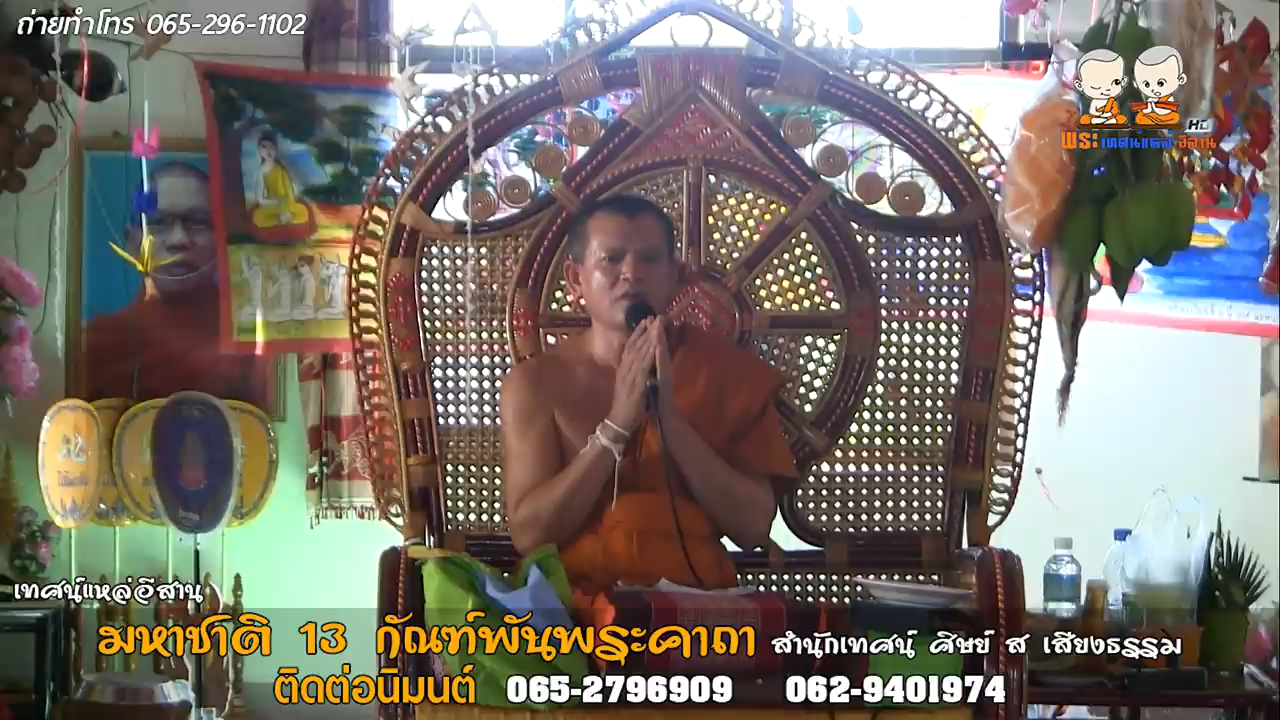 ถ่ายทำโทร 065-296-1102
HD
พระเทศน์แหล่อีสาน
เทศน์แหล่อีสาน
มหาชาติ 13 กัณฑ์พันพระคาถา สำนักเทศน์ ศิษย์ ส เสียงธรรม
ติดต่อนิมนต์ 065-2796909 062-9401974